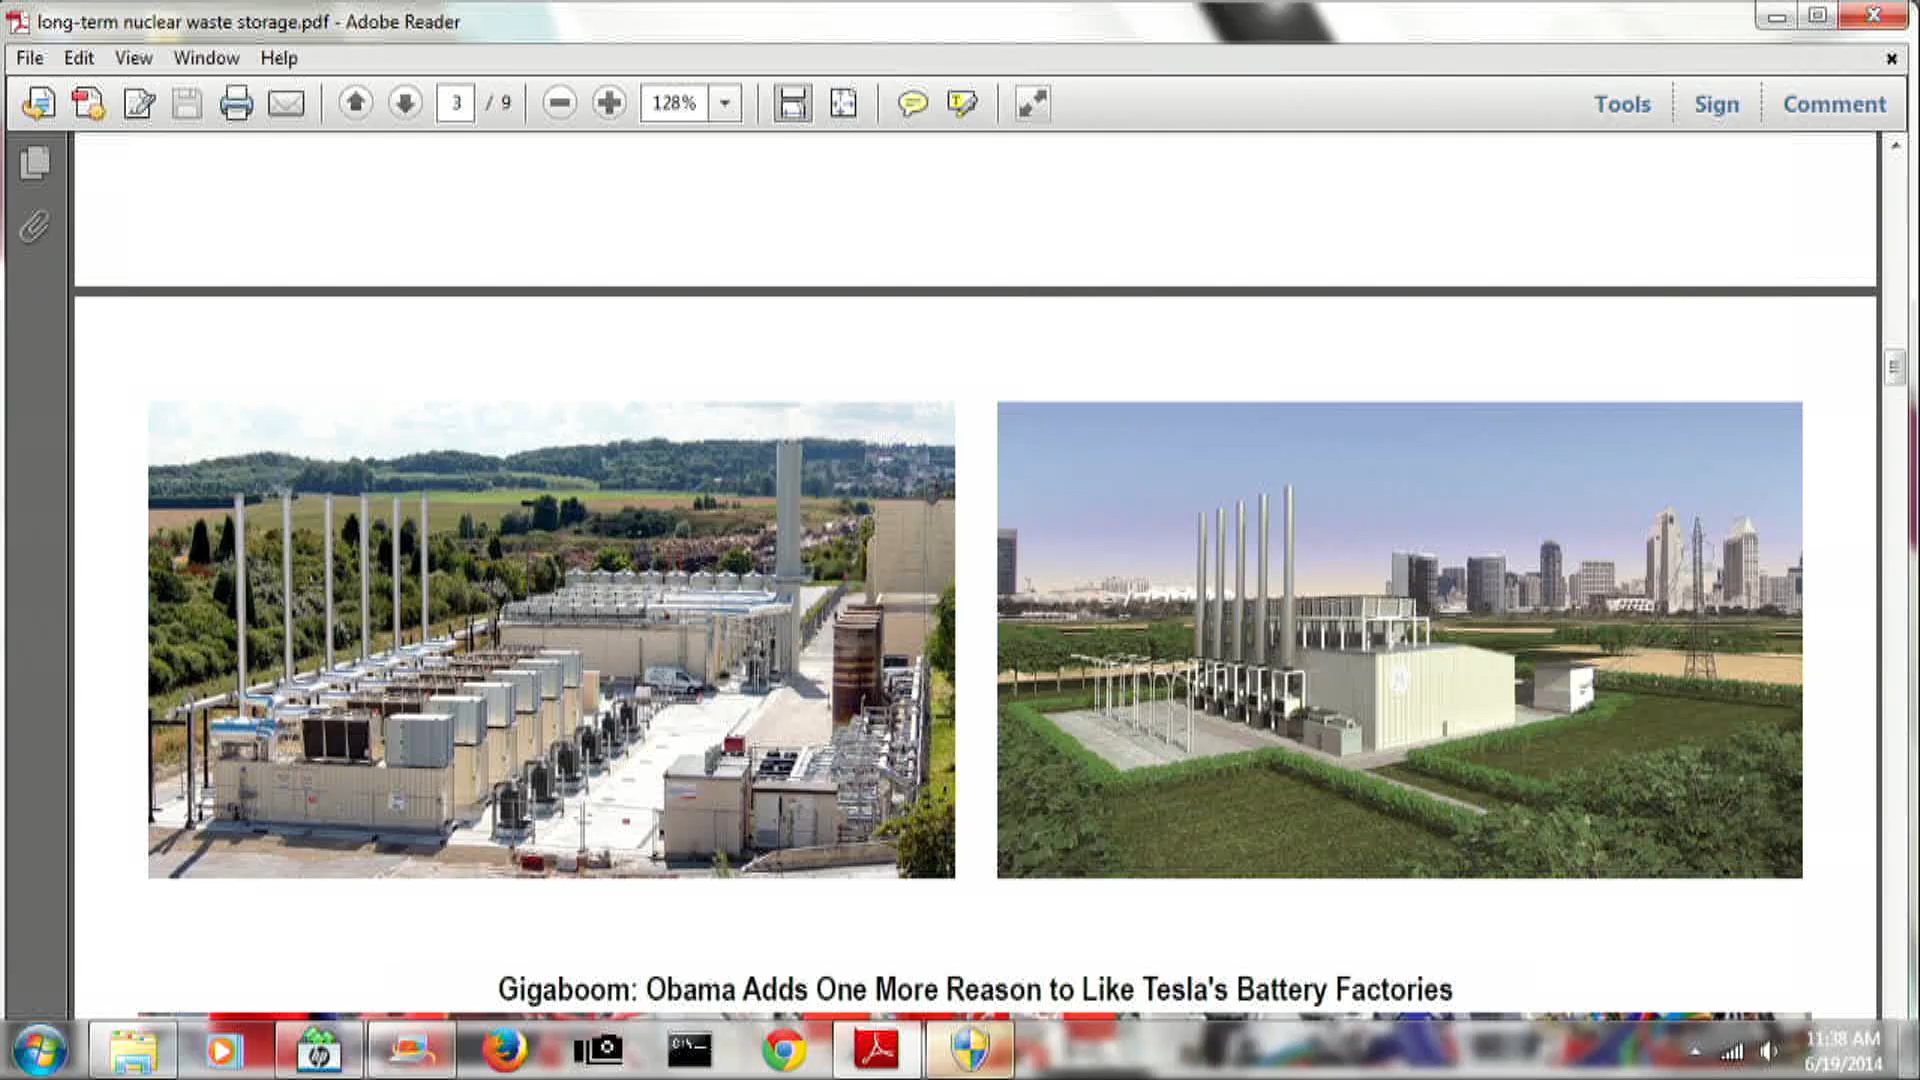 long-term nuclear waste storage.pdf - Adobe Reader
File Edit View Window Help
3 / 9
128%
Tools
Sign
Comment
Gigaboom: Obama Adds One More Reason to Like Tesla's Battery Factories
11:38 AM
6/19/2014